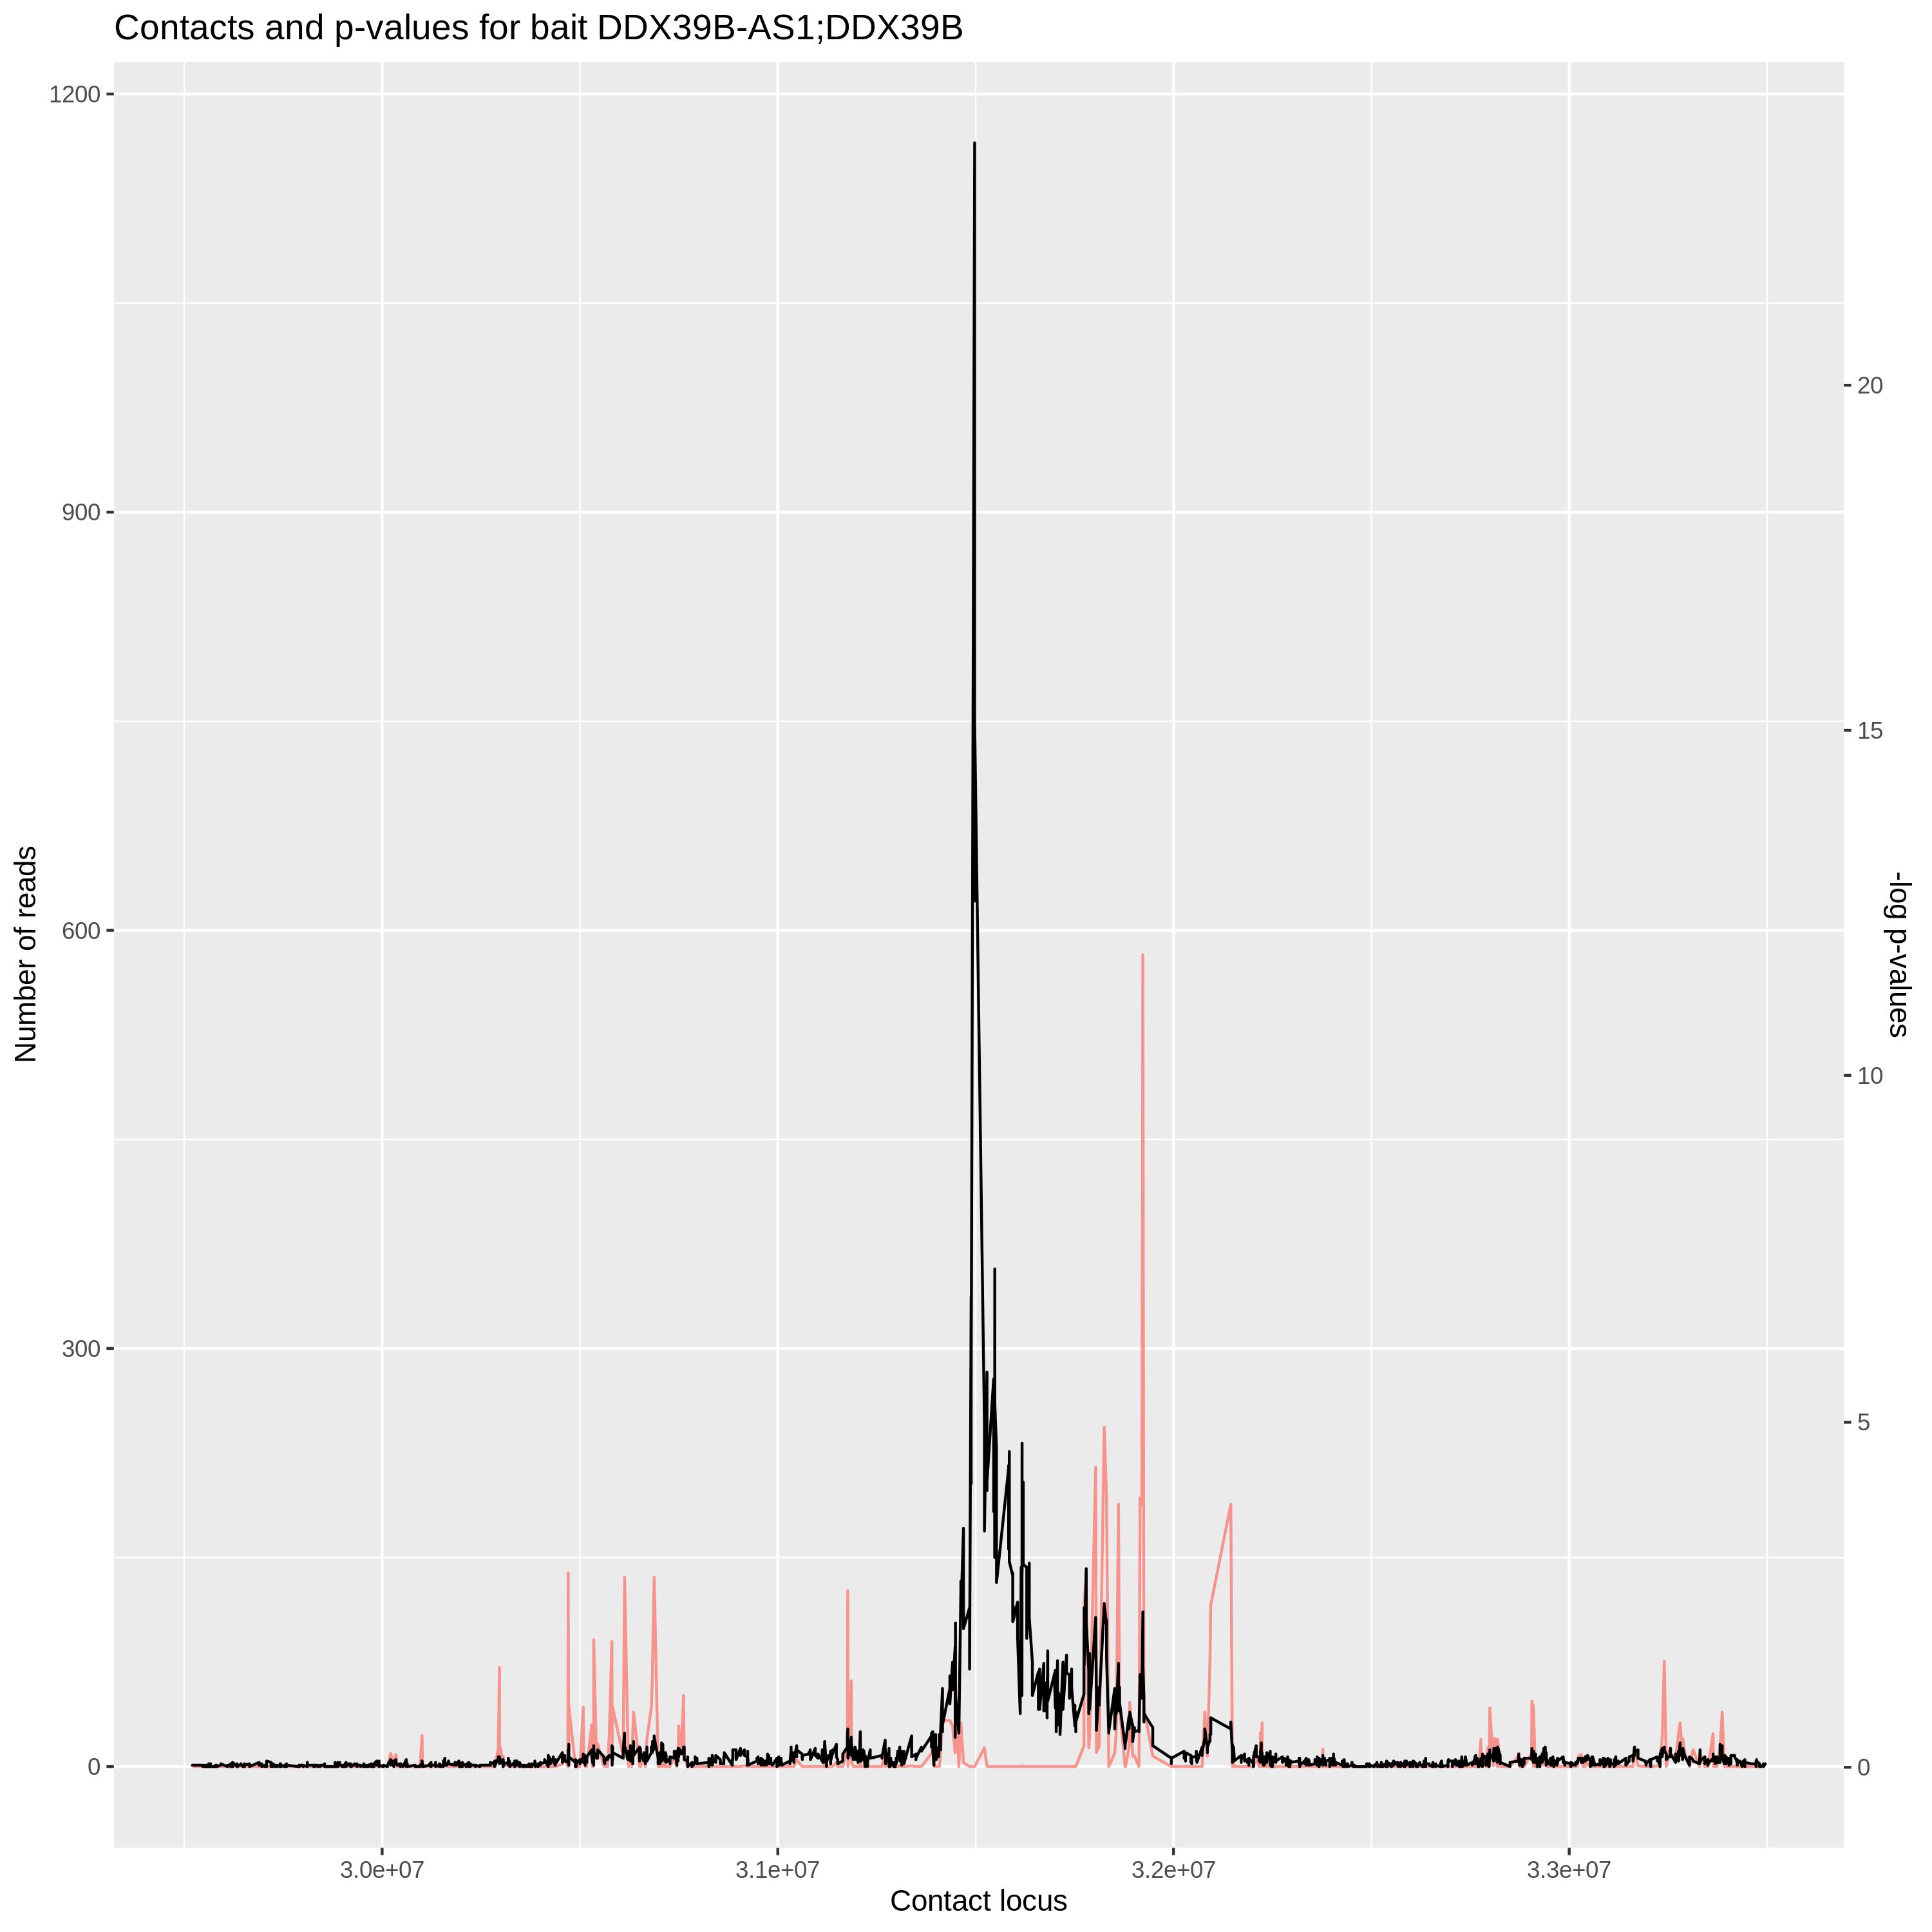 Contacts and p-values for bait DDX39B-AS1;DDX39B
1200
900
600
300
0
Number of reads
20
15
10
5
0
-log p-values
3.0e+07
3.1e+07
3.2e+07
3.3e+07
Contact locus